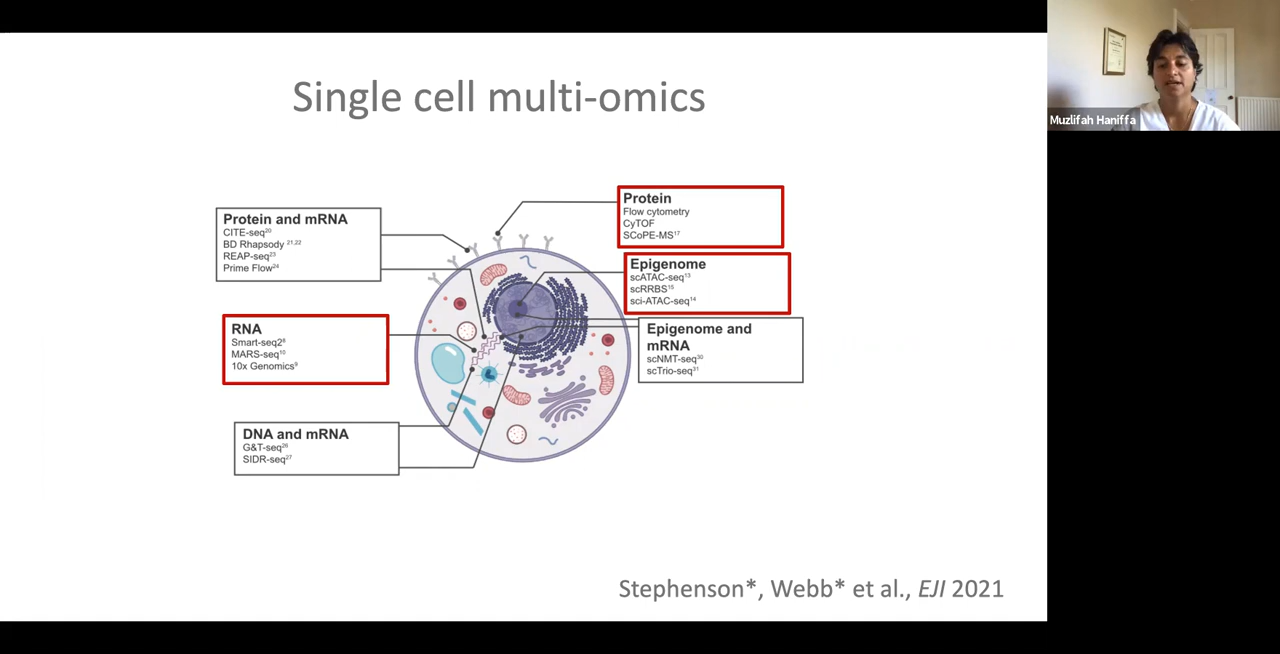 Single cell multi-omics
Muzlifah Haniffa
Protein and mRNA
CITE-seq20
BD Rhapsody 21,22
REAP-seq23
Prime Flow24
Protein
Flow cytometry
CyTOF
SCoPE-MS17
Epigenome
scATAC-seq13
scRRBS15
sci-ATAC-seq14
RNA
Smart-seq28
MARS-seq10
10x Genomics9
Epigenome and
mRNA
scNMT-seq30
scTrio-seq31
DNA and mRNA
G&T-seq26
SIDR-seq27
Stephenson*, Webb* et al., EJI 2021